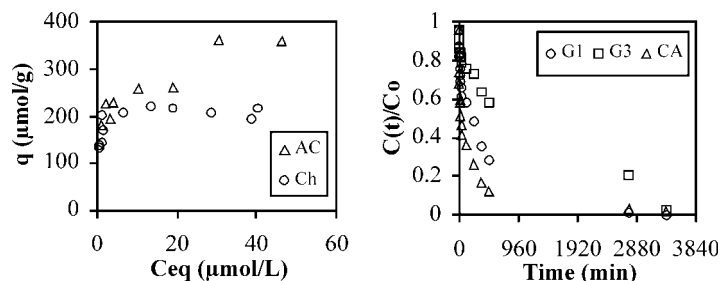 q (µmol/g)
400
300
200
100
0
AC
Ch
0 20 40 60
Ceq (µmol/L)
C(t)/Co
1
0.8
0.6
0.4
0.2
0
G1 G3 CA
0 960 1920 2880 3840
Time (min)